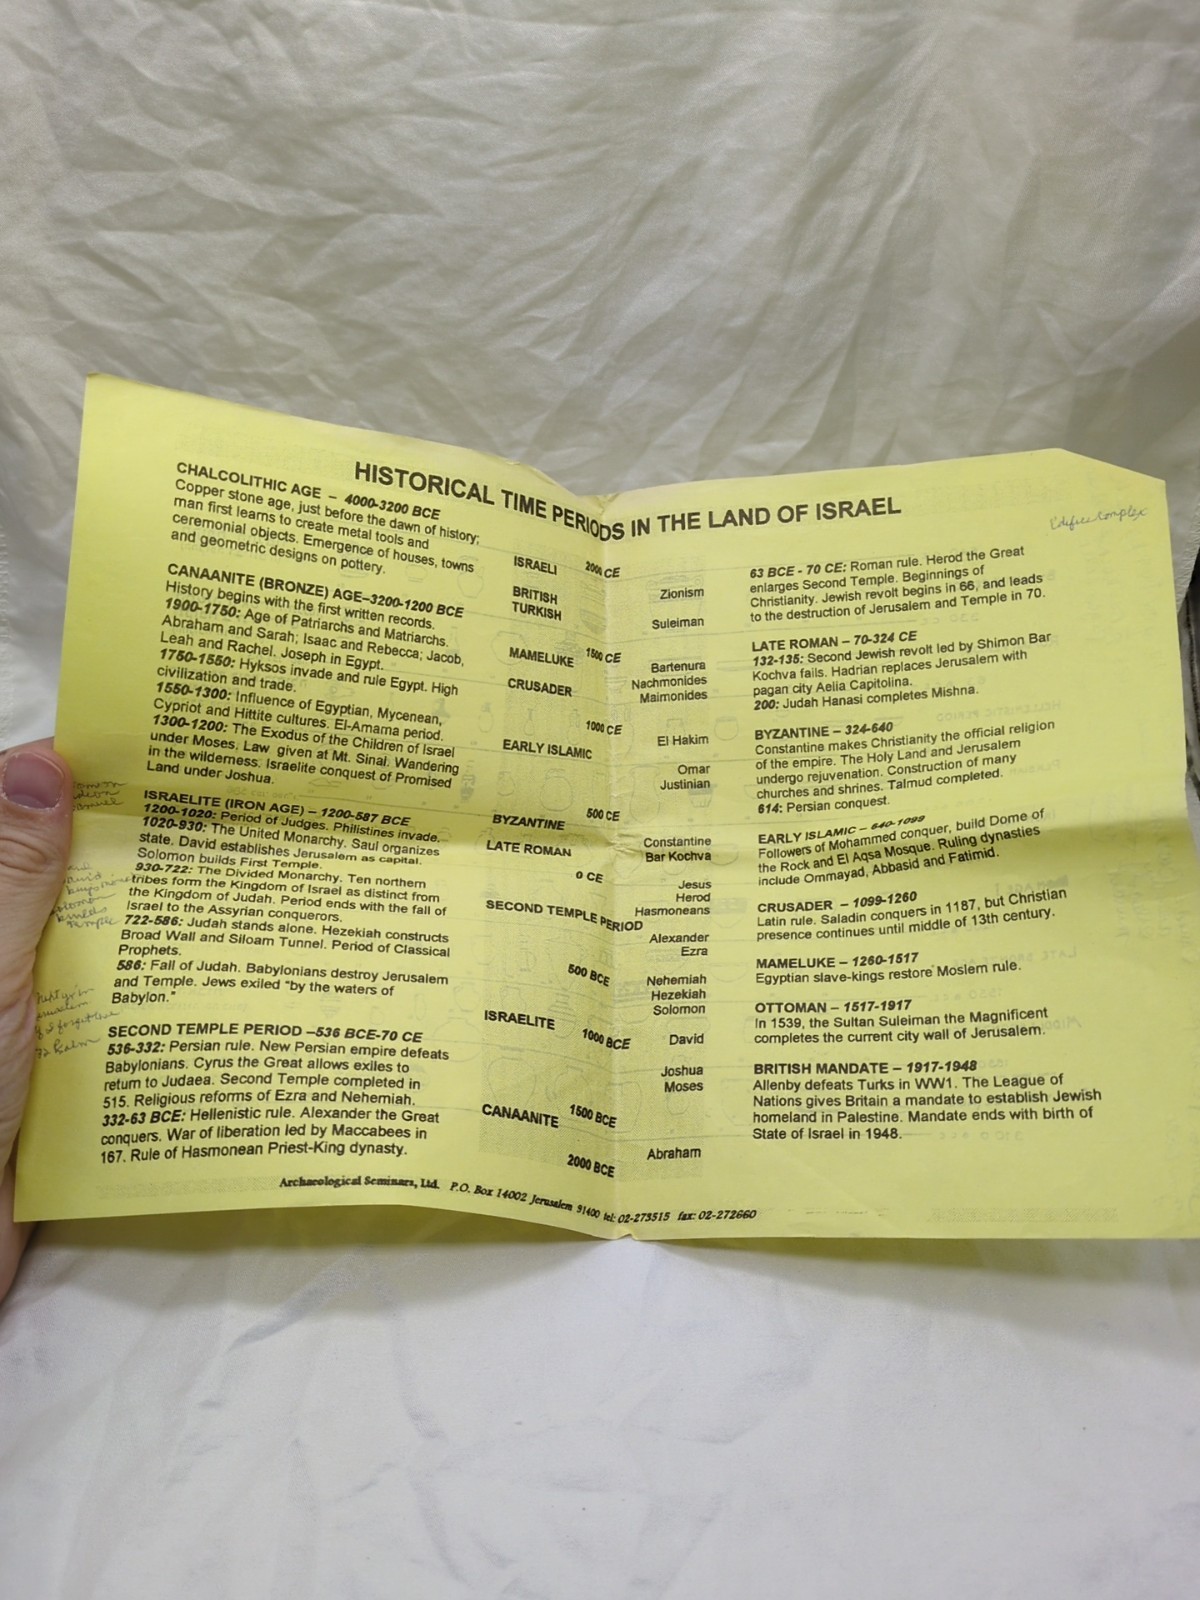 HISTORICAL TIME PERIODS IN THE LAND OF ISRAEL
CHALCOLITHIC AGE – 4000-3200 BCE
Copper stone age, just before the dawn of history;
man first learns to create metal tools and
ceremonial objects. Emergence of houses, towns
and geometric designs on pottery.
CANAANITE (BRONZE) AGE–3200-1200 BCE
History begins with the first written records.
1900-1750: Age of Patriarchs and Matriarchs.
Abraham and Sarah; Isaac and Rebecca; Jacob,
Leah and Rachel. Joseph in Egypt.
1750-1550: Hyksos invade and rule Egypt. High
civilization and trade.
1550-1300: Influence of Egyptian, Mycenean,
Cypriot and Hittite cultures. El-Amama period.
1300-1200: The Exodus of the Children of Israel
under Moses, Law given at Mt. Sinai. Wandering
in the wilderness. Israelite conquest of Promised
Land under Joshua.
ISRAELITE (IRON AGE) – 1200-587 BCE
1200-1020: Period of Judges. Philistines invade.
1020-930: The United Monarchy. Saul organizes
state. David establishes Jerusalem as capital.
Solomon builds First Temple.
930-722: The Divided Monarchy. Ten northern
tribes form the Kingdom of Israel as distinct from
the Kingdom of Judah. Period ends with the fall of
Israel to the Assyrian conquerors.
722-586: Judah stands alone. Hezekiah constructs
Broad Wall and Siloam Tunnel. Period of Classical
Prophets.
586: Fall of Judah. Babylonians destroy Jerusalem
and Temple. Jews exiled "by the waters of
Babylon."
SECOND TEMPLE PERIOD –536 BCE-70 CE
536-332: Persian rule. New Persian empire defeats
Babylonians. Cyrus the Great allows exiles to
return to Judaea. Second Temple completed in
515. Religious reforms of Ezra and Nehemiah.
332-63 BCE: Hellenistic rule. Alexander the Great
conquers. War of liberation led by Maccabees in
167. Rule of Hasmonean Priest-King dynasty.
ISRAELI
2000 CE
BRITISH
TURKISH
Zionism
Suleiman
MAMELUKE
1500 CE
CRUSADER
Bartenura
Nachmonides
Maimonides
1000 CE
EARLY ISLAMIC
El Hakim
Omar
Justinian
BYZANTINE
500 CE
LATE ROMAN
Constantine
Bar Kochva
0 CE
SECOND TEMPLE PERIOD
Jesus
Herod
Hasmoneans
Alexander
Ezra
500 BCE
Nehemiah
Hezekiah
Solomon
ISRAELITE
1000 BCE
David
Joshua
Moses
CANAANITE
1500 BCE
2000 BCE
Abraham
Edifice Complex
63 BCE - 70 CE: Roman rule. Herod the Great
enlarges Second Temple. Beginnings of
Christianity. Jewish revolt begins in 66, and leads
to the destruction of Jerusalem and Temple in 70.
LATE ROMAN – 70-324 CE
132-135: Second Jewish revolt led by Shimon Bar
Kochva fails. Hadrian replaces Jerusalem with
pagan city Aelia Capitolina.
200: Judah Hanasi completes Mishna.
BYZANTINE – 324-640
Constantine makes Christianity the official religion
of the empire. The Holy Land and Jerusalem
undergo rejuvenation. Construction of many
churches and shrines. Talmud completed.
614: Persian conquest.
EARLY ISLAMIC – 640-1099
Followers of Mohammed conquer, build Dome of
the Rock and El Aqsa Mosque. Ruling dynasties
include Ommayad, Abbasid and Fatimid.
CRUSADER – 1099-1260
Latin rule. Saladin conquers in 1187, but Christian
presence continues until middle of 13th century.
MAMELUKE – 1260-1517
Egyptian slave-kings restore Moslem rule.
OTTOMAN – 1517-1917
In 1539, the Sultan Suleiman the Magnificent
completes the current city wall of Jerusalem.
BRITISH MANDATE – 1917-1948
Allenby defeats Turks in WW1. The League of
Nations gives Britain a mandate to establish Jewish
homeland in Palestine. Mandate ends with birth of
State of Israel in 1948.
Archaeological Seminars, Ltd. P.O. Box 14002 Jerusalem 91400 tel: 02-273515 fax: 02-272660